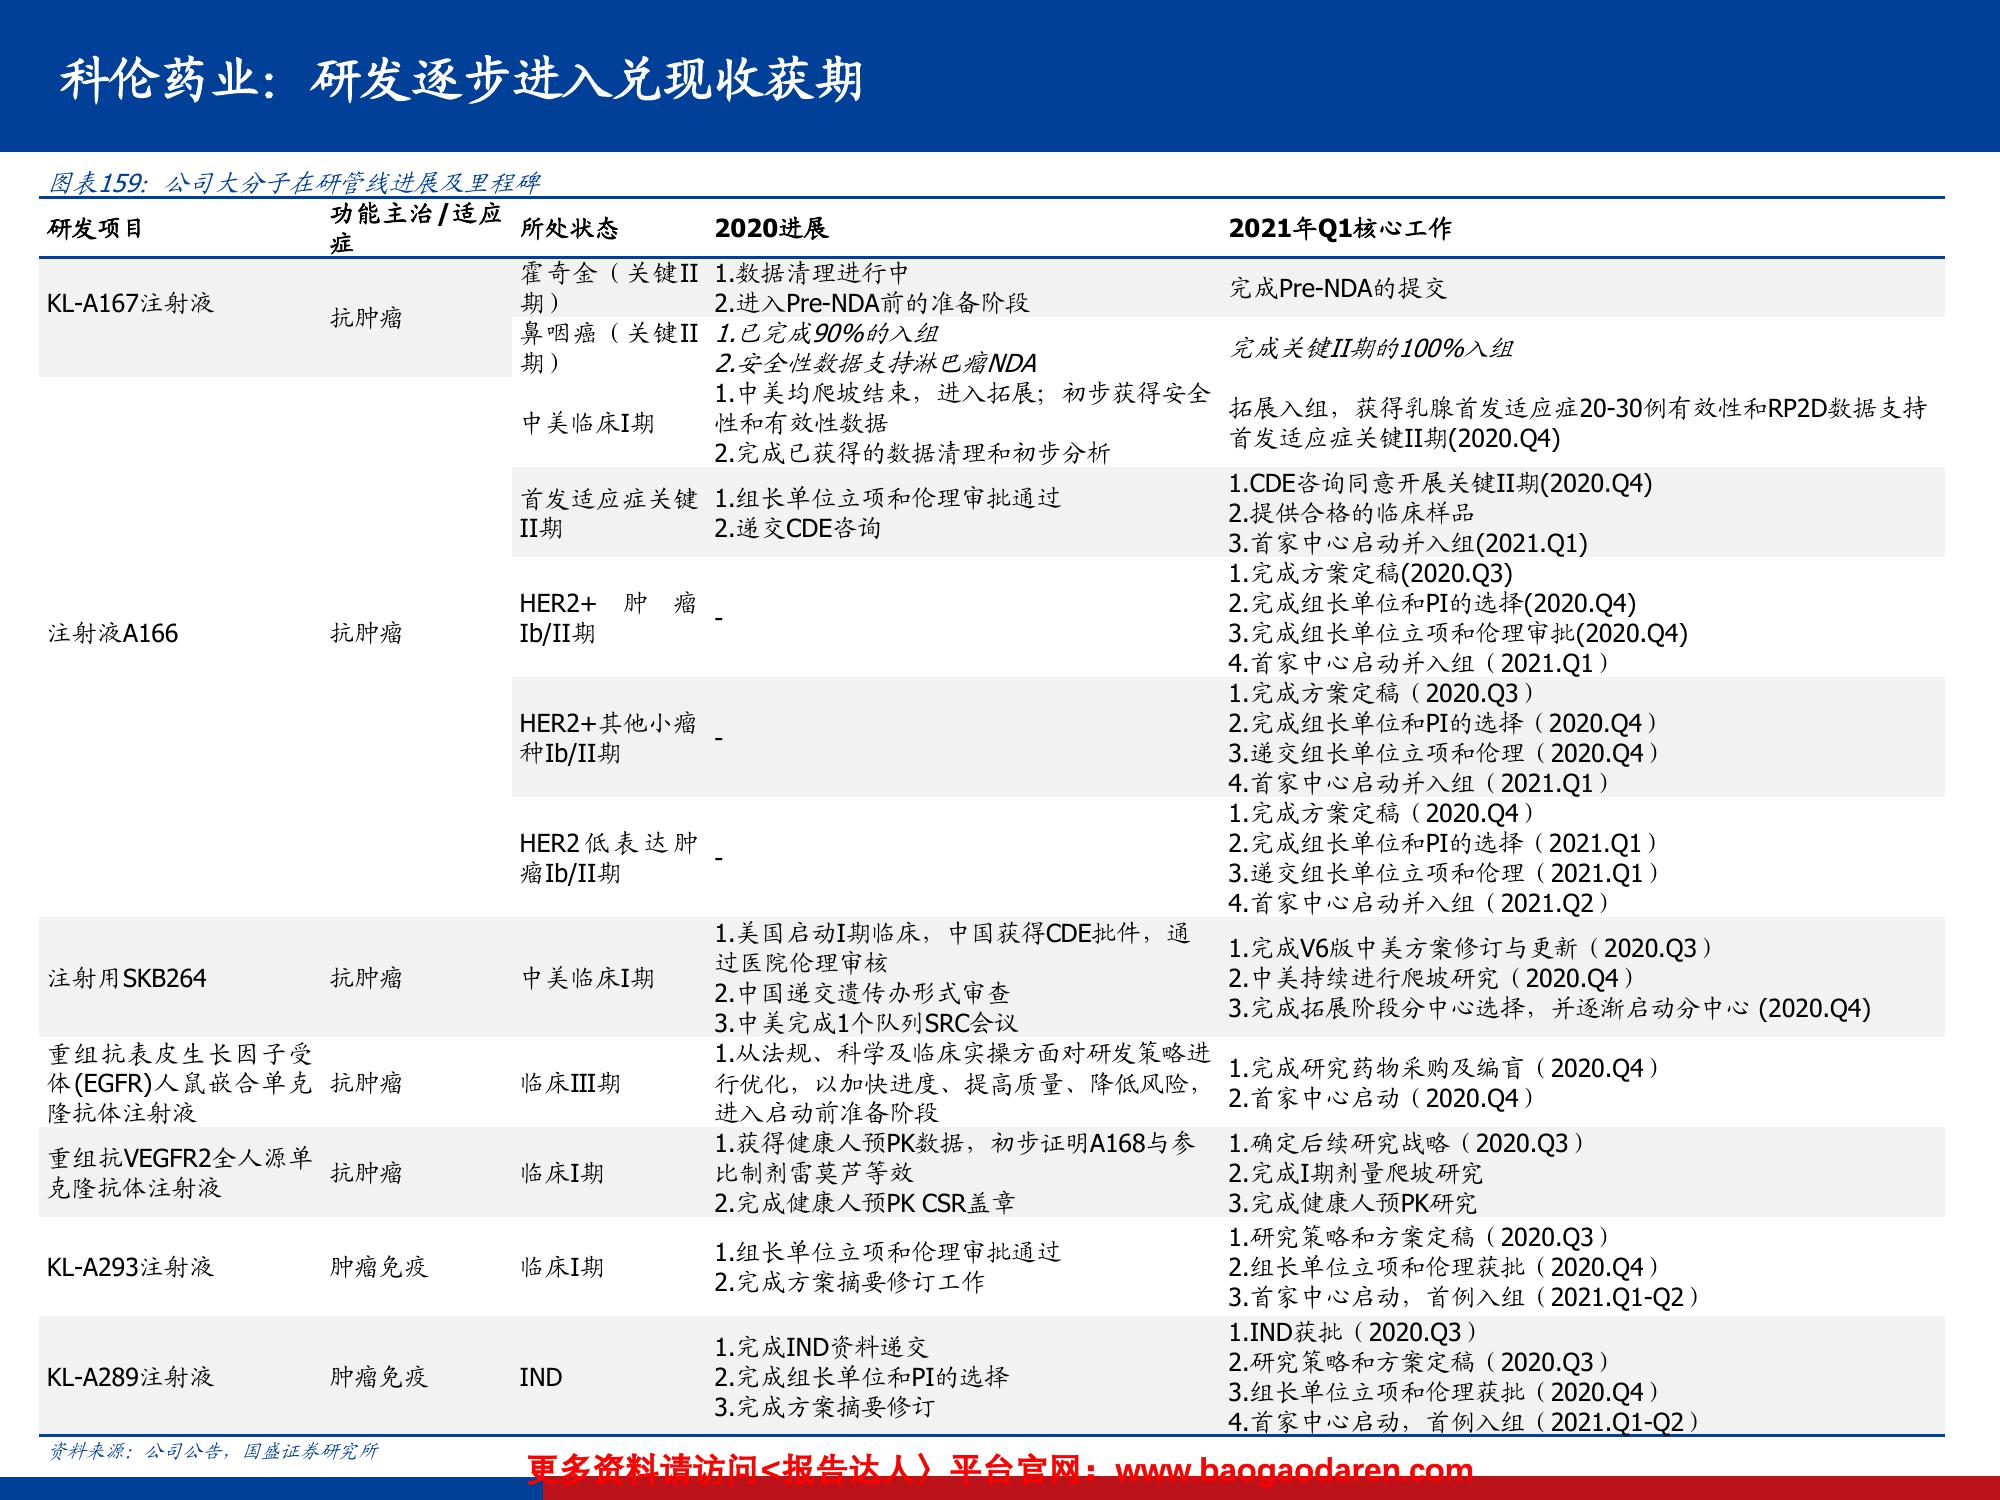 科伦药业：研发逐步进入兑现收获期
图表159：公司大分子在研管线进展及里程碑
研发项目
功能主治/适应
症
所处状态
2020进展
2021年Q1核心工作
KL-A167注射液
抗肿瘤
霍奇金（关键II
期）
1.数据清理进行中
2.进入Pre-NDA前的准备阶段
完成Pre-NDA的提交
鼻咽癌（关键II
期）
1.已完成90%的入组
2.安全性数据支持淋巴瘤NDA
完成关键II期的100%入组
注射液A166
抗肿瘤
中美临床I期
1.中美均爬坡结束，进入拓展；初步获得安全
性和有效性数据
2.完成已获得的数据清理和初步分析
拓展入组，获得乳腺首发适应症20-30例有效性和RP2D数据支持
首发适应症关键II期(2020.Q4)
首发适应症关键
II期
1.组长单位立项和伦理审批通过
2.递交CDE咨询
1.CDE咨询同意开展关键II期(2020.Q4)
2.提供合格的临床样品
3.首家中心启动并入组(2021.Q1)
HER2+ 肿 瘤
Ib/II期
-
1.完成方案定稿(2020.Q3)
2.完成组长单位和PI的选择(2020.Q4)
3.完成组长单位立项和伦理审批(2020.Q4)
4.首家中心启动并入组（2021.Q1）
HER2+其他小瘤
种Ib/II期
-
1.完成方案定稿（2020.Q3）
2.完成组长单位和PI的选择（2020.Q4）
3.递交组长单位立项和伦理（2020.Q4）
4.首家中心启动并入组（2021.Q1）
HER2低表达肿
瘤Ib/II期
-
1.完成方案定稿（2020.Q4）
2.完成组长单位和PI的选择（2021.Q1）
3.递交组长单位立项和伦理（2021.Q1）
4.首家中心启动并入组（2021.Q2）
注射用SKB264
抗肿瘤
中美临床I期
1.美国启动I期临床，中国获得CDE批件，通
过医院伦理审核
2.中国递交遗传办形式审查
3.中美完成1个队列SRC会议
1.完成V6版中美方案修订与更新（2020.Q3）
2.中美持续进行爬坡研究（2020.Q4）
3.完成拓展阶段分中心选择，并逐渐启动分中心 (2020.Q4)
重组抗表皮生长因子受
体(EGFR)人鼠嵌合单克
隆抗体注射液
抗肿瘤
临床III期
1.从法规、科学及临床实操方面对研发策略进
行优化，以加快进度、提高质量、降低风险，
进入启动前准备阶段
1.完成研究药物采购及编盲（2020.Q4）
2.首家中心启动（2020.Q4）
重组抗VEGFR2全人源单
克隆抗体注射液
抗肿瘤
临床I期
1.获得健康人预PK数据，初步证明A168与参
比制剂雷莫芦等效
2.完成健康人预PK CSR盖章
1.确定后续研究战略（2020.Q3）
2.完成I期剂量爬坡研究
3.完成健康人预PK研究
KL-A293注射液
肿瘤免疫
临床I期
1.组长单位立项和伦理审批通过
2.完成方案摘要修订工作
1.研究策略和方案定稿（2020.Q3）
2.组长单位立项和伦理获批（2020.Q4）
3.首家中心启动，首例入组（2021.Q1-Q2）
KL-A289注射液
肿瘤免疫
IND
1.完成IND资料递交
2.完成组长单位和PI的选择
3.完成方案摘要修订
1.IND获批（2020.Q3）
2.研究策略和方案定稿（2020.Q3）
3.组长单位立项和伦理获批（2020.Q4）
4.首家中心启动，首例入组（2021.Q1-Q2）
资料来源：公司公告，国盛证券研究所
更多资料请访问<报告达人〉平台官网：www.baogaodaren.com